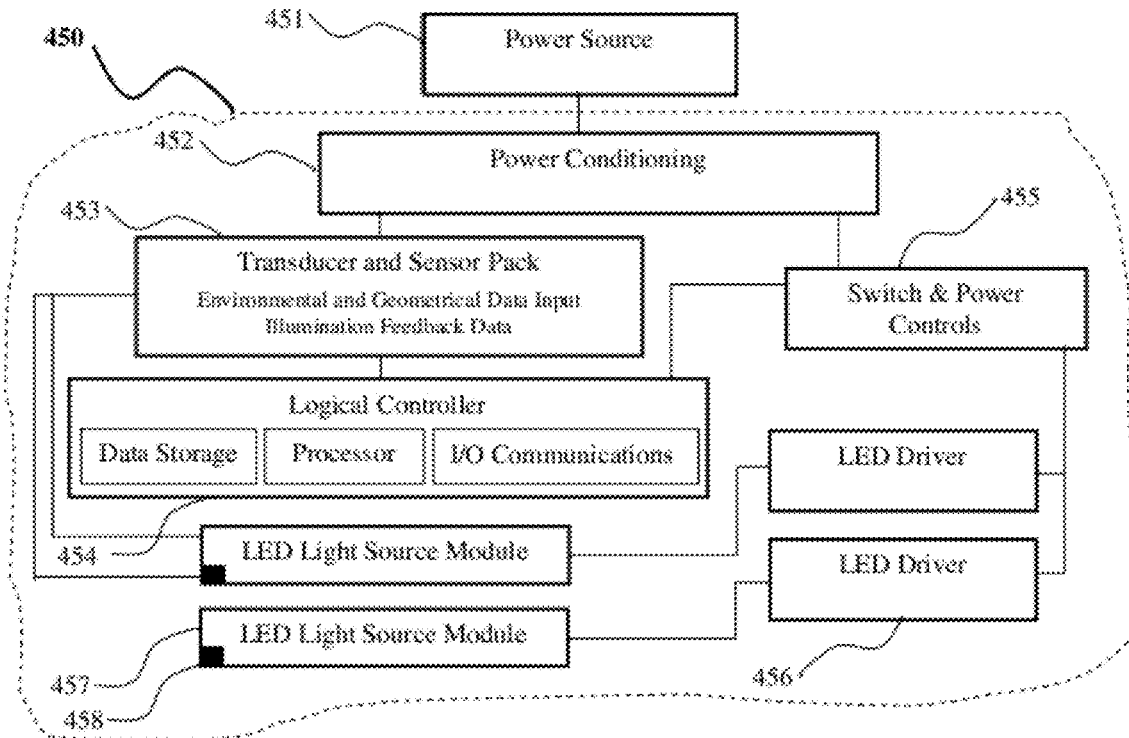 451
Power Source
450
452
Power Conditioning
453
Transducer and Sensor Pack
Environmental and Geometrical Data Input
Illumination Feedback Data
455
Switch & Power
Controls
Logical Controller
Data Storage
Processor
I/O Communications
LED Driver
454
LED Light Source Module
LED Driver
LED Light Source Module
457
458
456